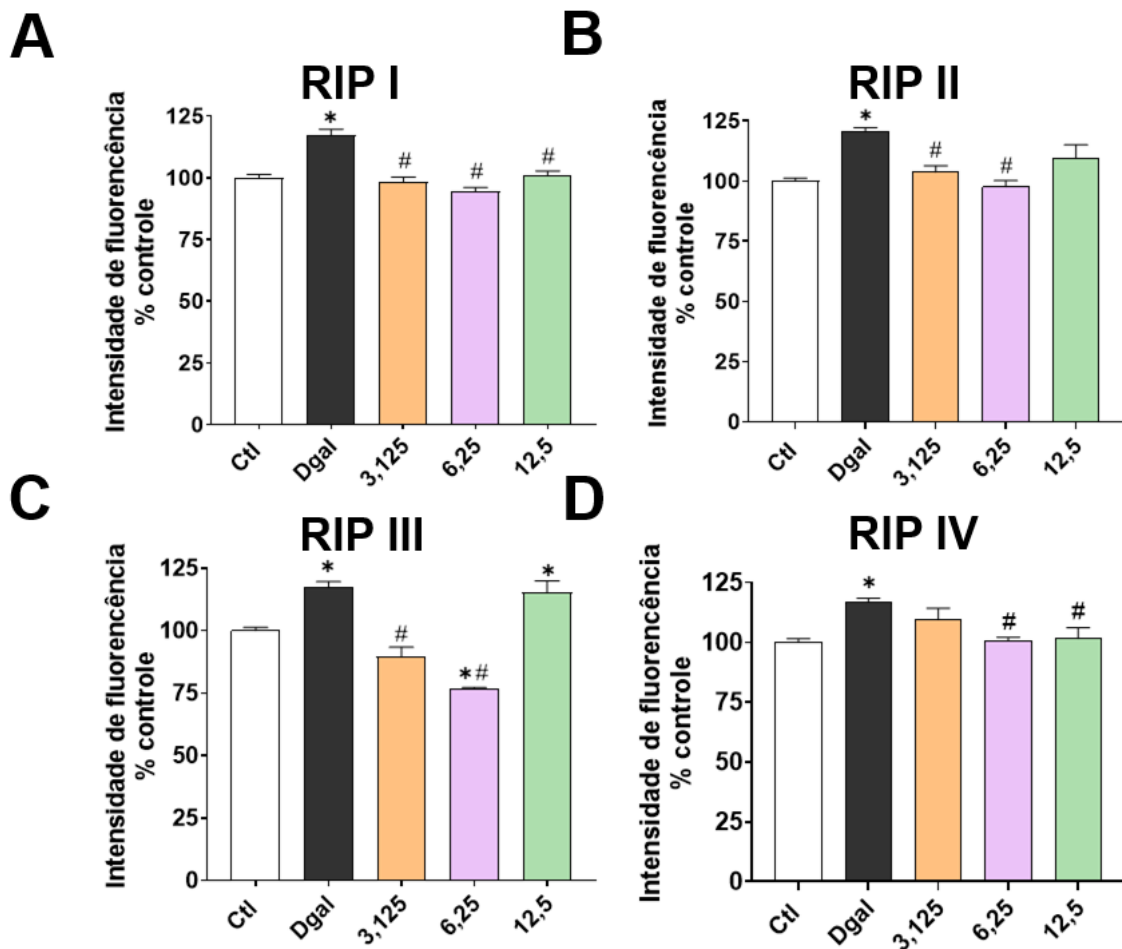 A
RIP I
Intensidade de fluorencência
% controle
125
100
75
50
25
0
*
#
#
#
Ctl
Dgal
3,125
6,25
12,5
B
RIP II
Intensidade de fluorencência
% controle
125
100
75
50
25
0
*
#
#
Ctl
Dgal
3,125
6,25
12,5
C
RIP III
Intensidade de fluorencência
% controle
125
100
75
50
25
0
*
#
*#
*
Ctl
Dgal
3,125
6,25
12,5
D
RIP IV
Intensidade de fluorencência
% controle
125
100
75
50
25
0
*
#
#
Ctl
Dgal
3,125
6,25
12,5